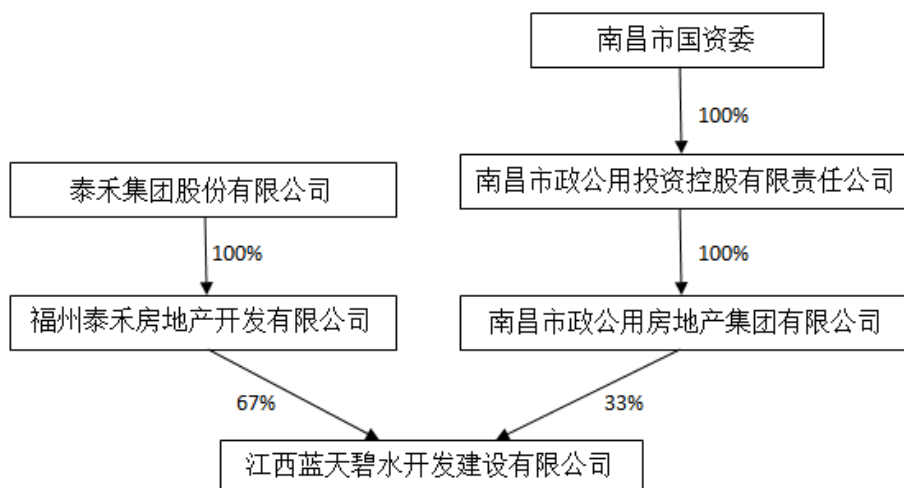 南昌市国资委
100%
泰禾集团股份有限公司
南昌市政公用投资控股有限责任公司
100%
100%
福州泰禾房地产开发有限公司
南昌市政公用房地产集团有限公司
67%
33%
江西蓝天碧水开发建设有限公司